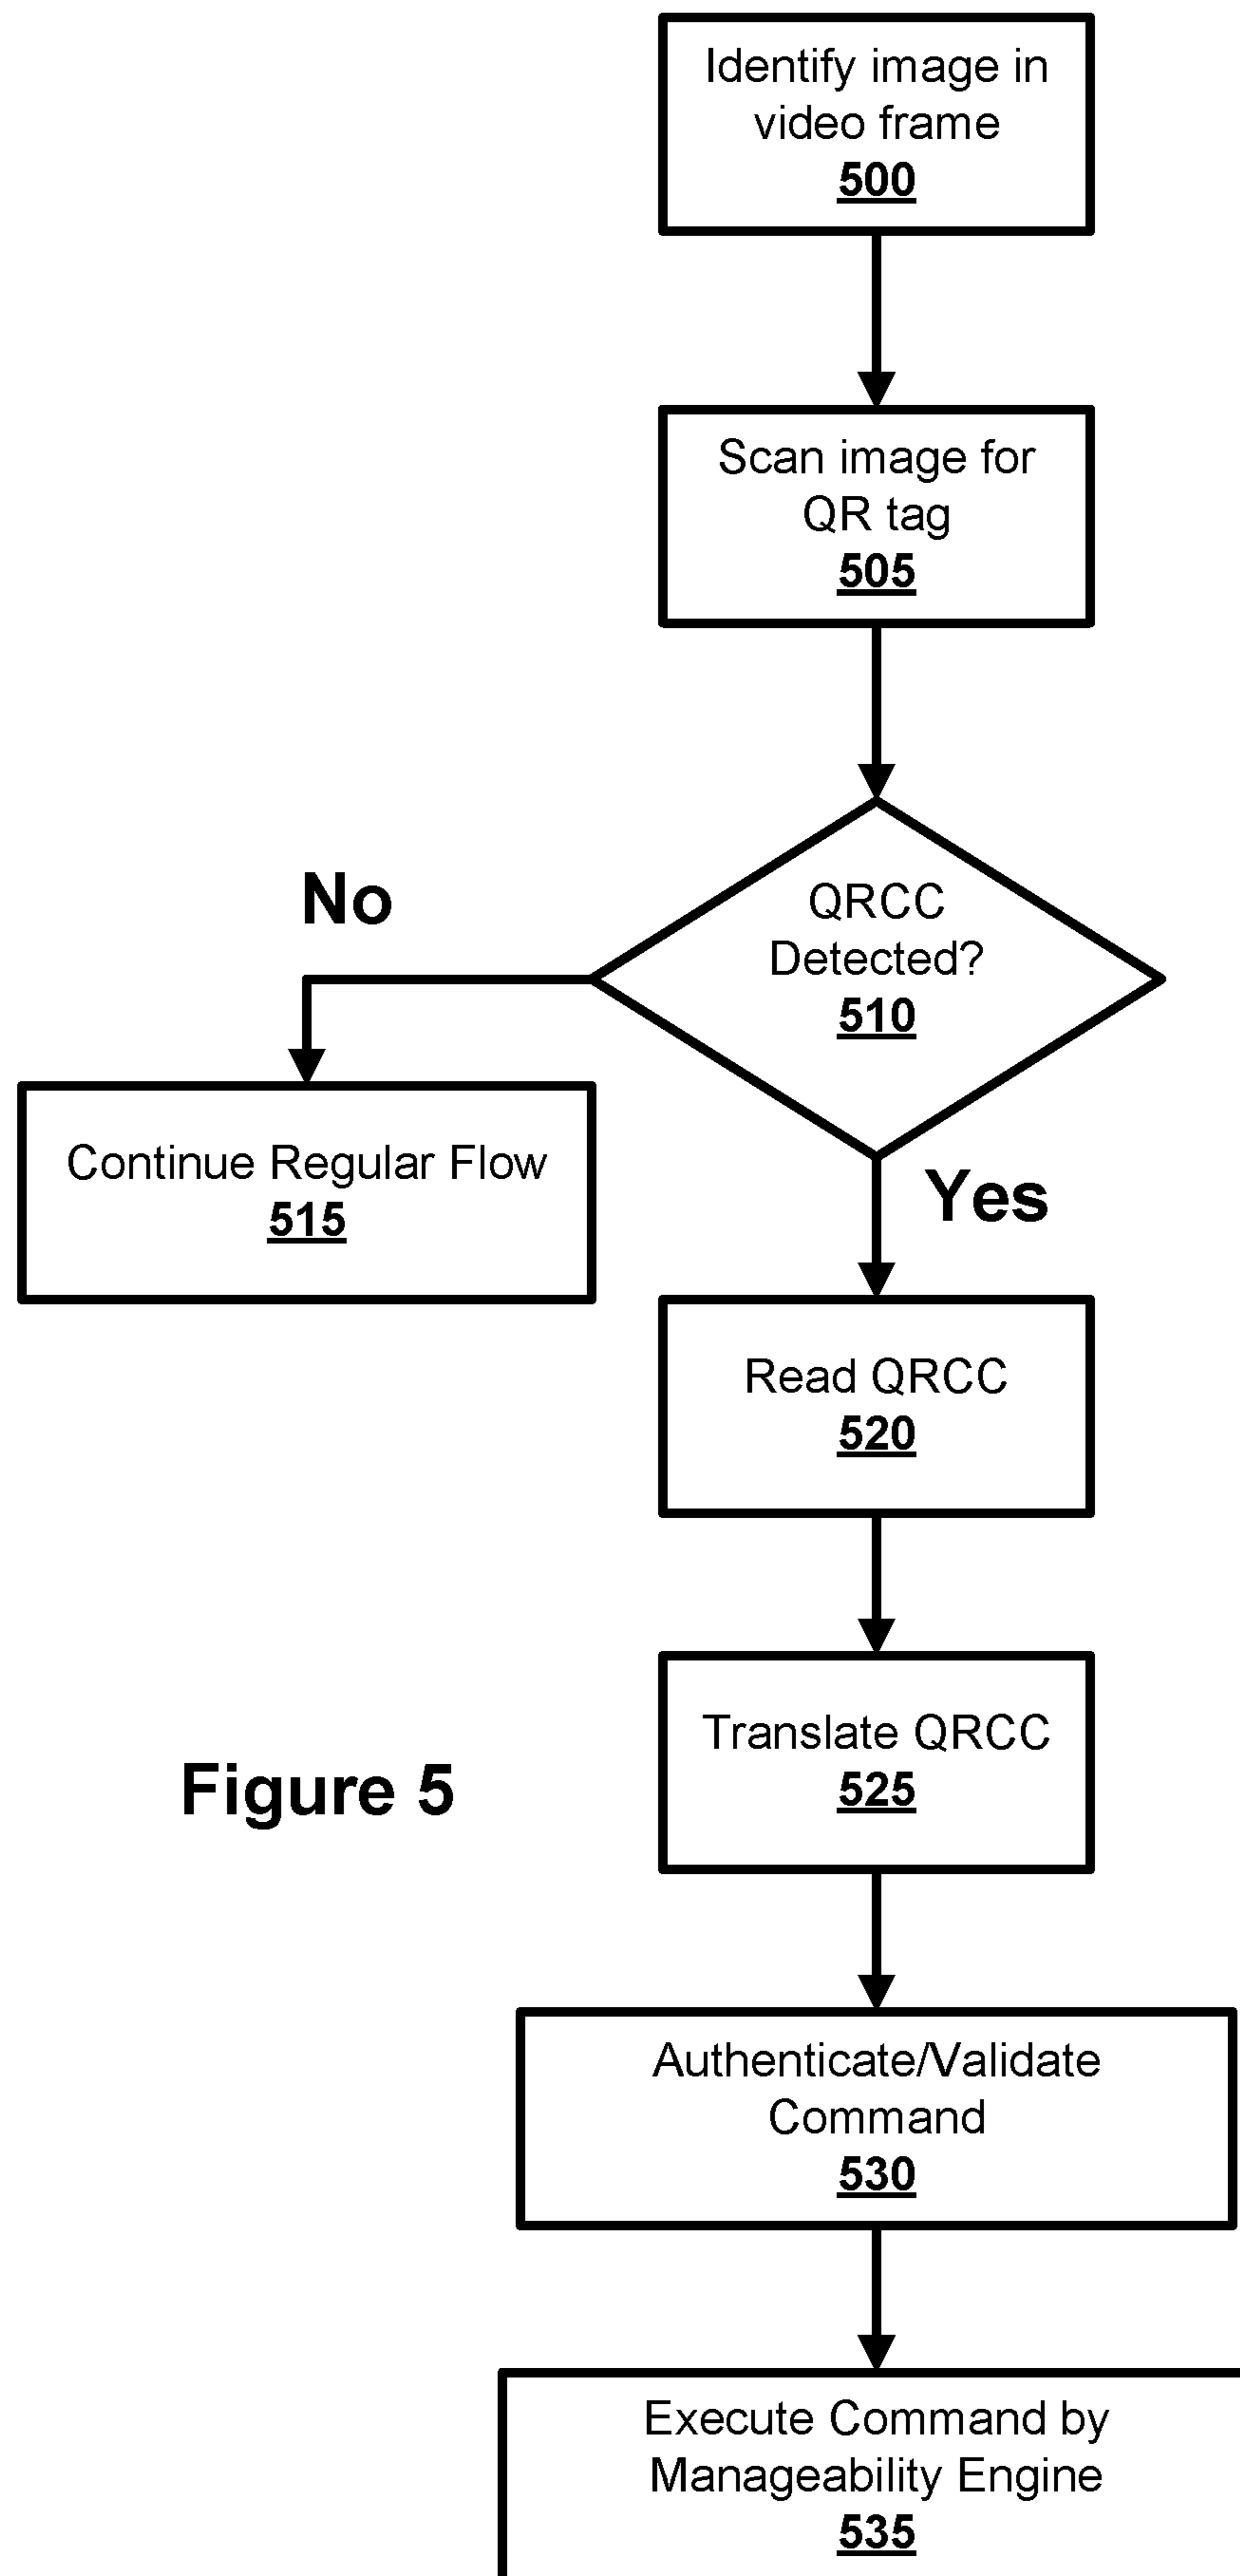 Identify image in
video frame
500
Scan image for
QR tag
505
QRCC
Detected?
510
No
Continue Regular Flow
515
Yes
Read QRCC
520
Translate QRCC
525
Figure 5
Authenticate/Validate
Command
530
Execute Command by
Manageability Engine
535